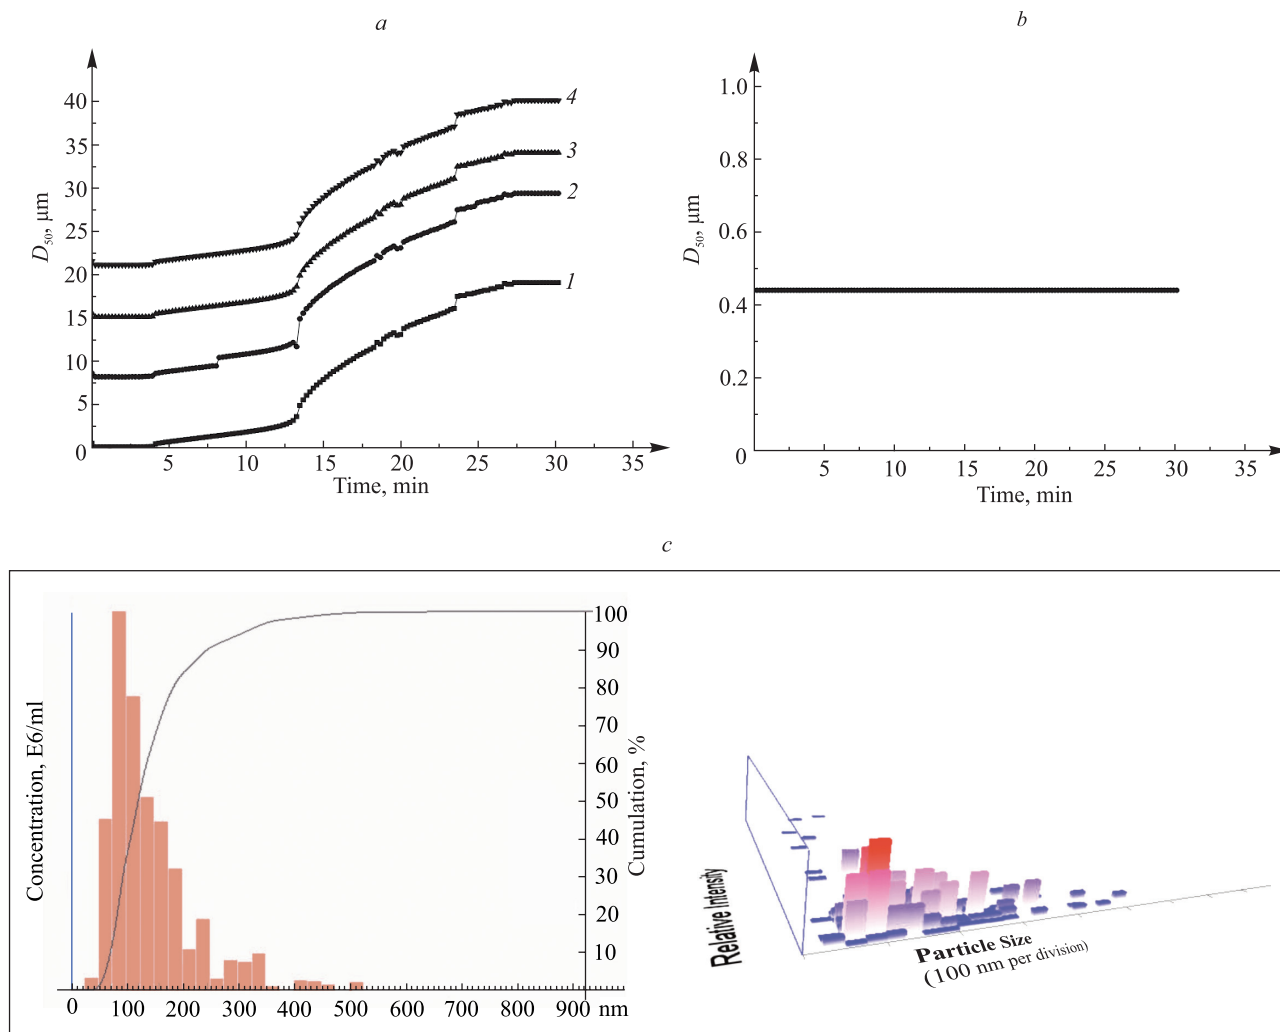 a
D50, μm
40
35
30
25
20
15
10
5
0
4
3
2
1
5 10 15 20 25 30 35
Time, min
b
D50, μm
1.0
0.8
0.6
0.4
0.2
0
5 10 15 20 25 30 35
Time, min
c
Concentration, E6/ml
100
90
80
70
60
50
40
30
20
10
Cumulation, %
0 100 200 300 400 500 600 700 800 900 nm
Relative Intensity
Particle Size
(100 nm per division)